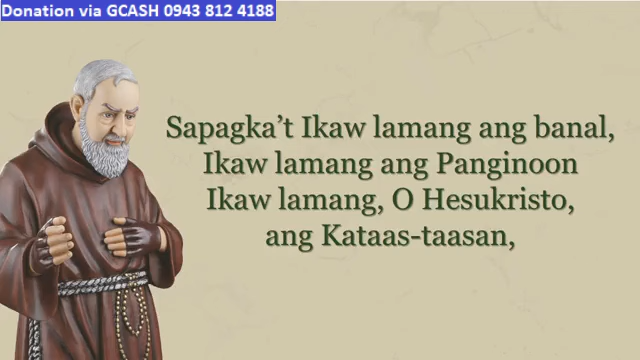 Donation via GCASH 0943 812 4188
Sapagka’t Ikaw lamang ang banal,
Ikaw lamang ang Panginoon
Ikaw lamang, O Hesukristo,
ang Kataas-taasan,